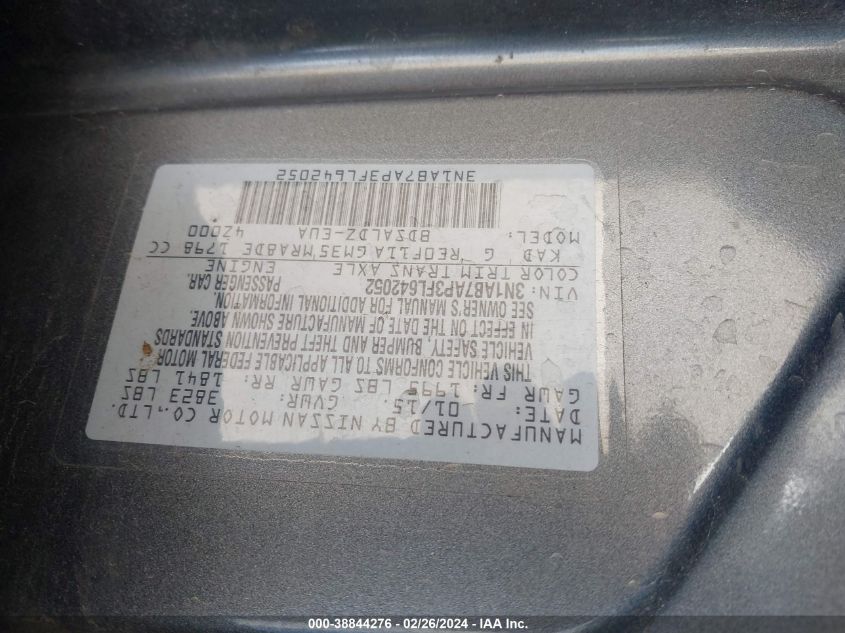 MANUFACTURED BY NISSAN MOTOR CO.,LTD.
DATE: 01/15. GVWR: 3823 LBS
GAWR FR: 1995 LBS GAWR RR: 1841 LBS
THIS VEHICLE CONFORMS TO ALL APPLICABLE FEDERAL MOTOR
VEHICLE SAFETY, BUMPER AND THEFT PREVENTION STANDARDS
IN EFFECT ON THE DATE OF MANUFACTURE SHOWN ABOVE.
SEE OWNER'S MANUAL FOR ADDITIONAL INFORMATION.
VIN: 3N1AB7AP3FL642052 PASSENGER CAR.
COLOR TRIM TRANS AXLE ENGINE
KAD G RE0F11A GM35 MRA8DE 1798 CC
MODEL: BDSALDZ-EUA 4Z000
3N1AB7AP3FL642052
000-38844276 - 02/26/2024 - IAA Inc.